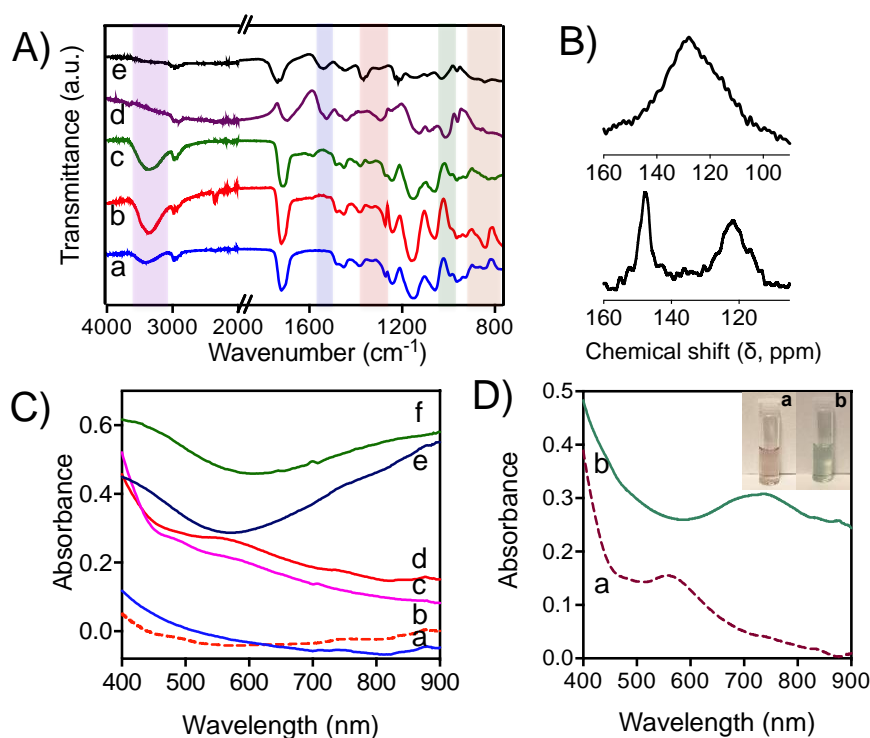 A)
e
d
c
b
a
Transmittance (a.u.)
4000 3000 2000 1600 1200 800
Wavenumber (cm-1)
B)
160 140 120 100
160 140 120
Chemical shift (δ, ppm)
C)
0.6
0.4
0.2
0.0
Absorbance
f
e
d
c
b
a
400 500 600 700 800 900
Wavelength (nm)
D)
0.5
0.4
0.3
0.2
0.1
0.0
Absorbance
a b
b
a
400 500 600 700 800 900
Wavelength (nm)